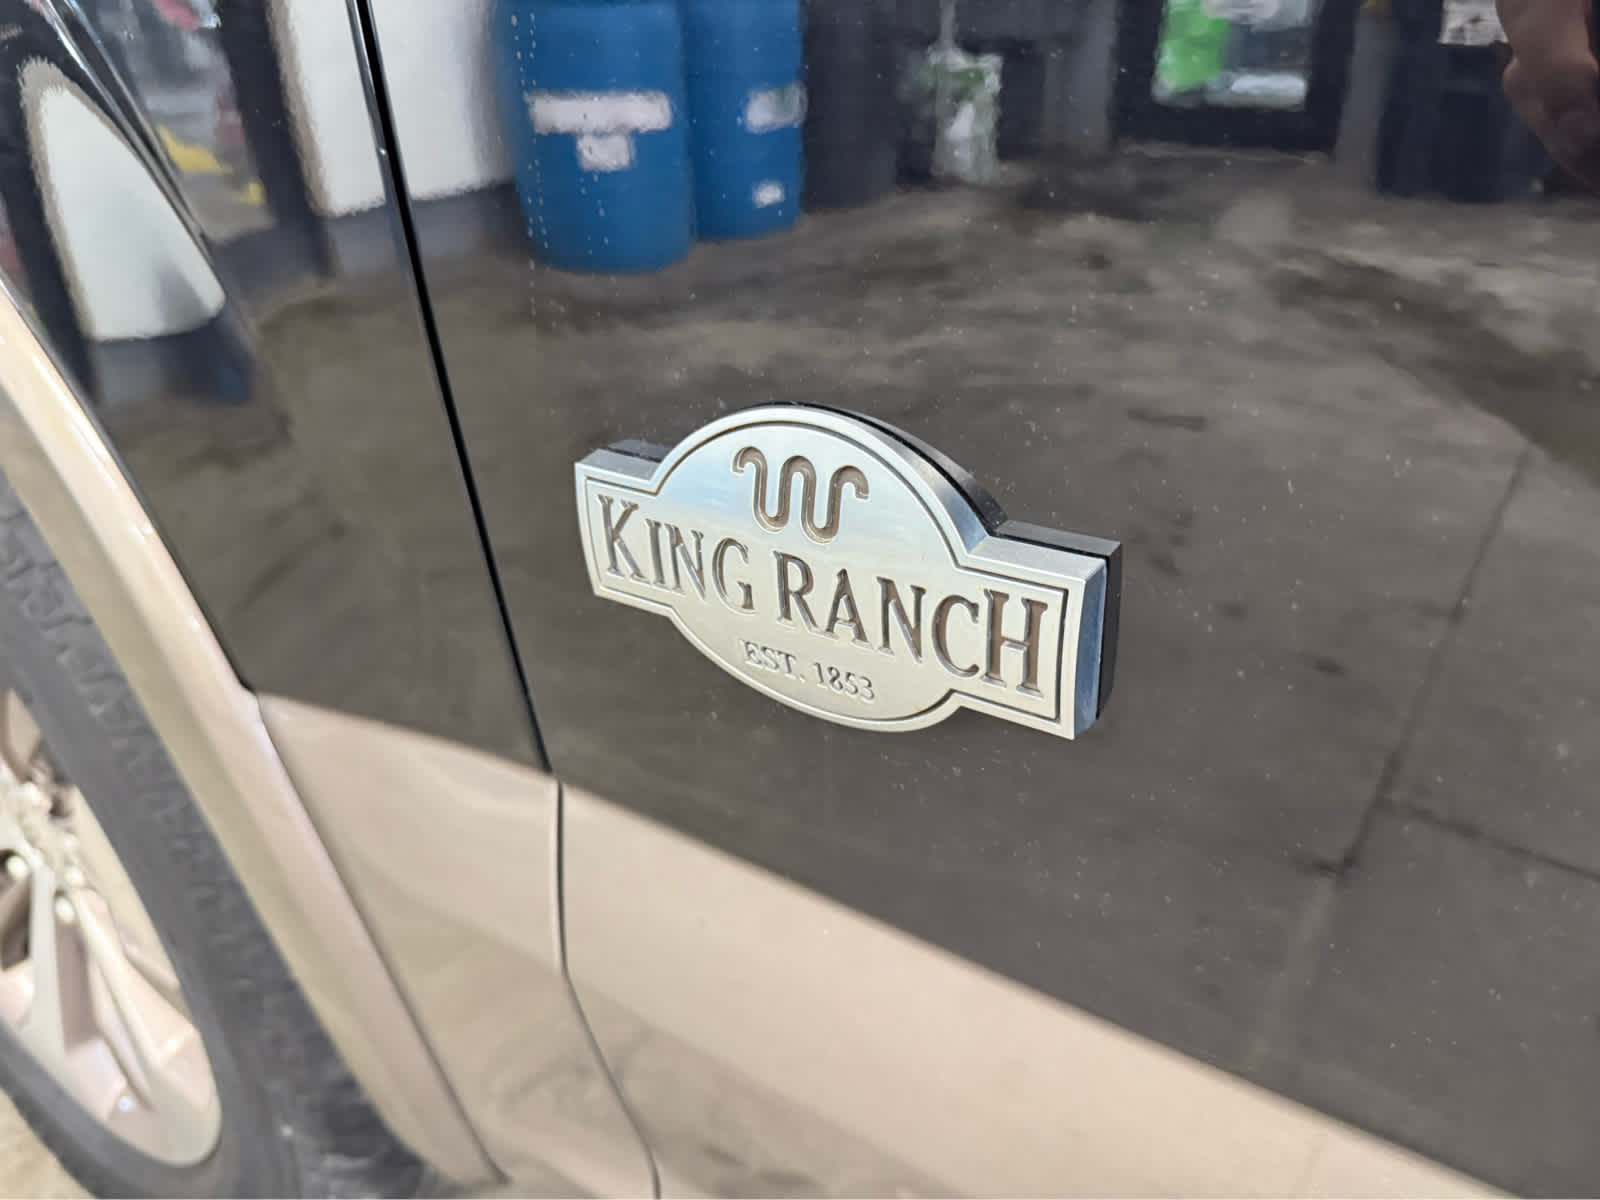 KING RANCH
EST. 1853